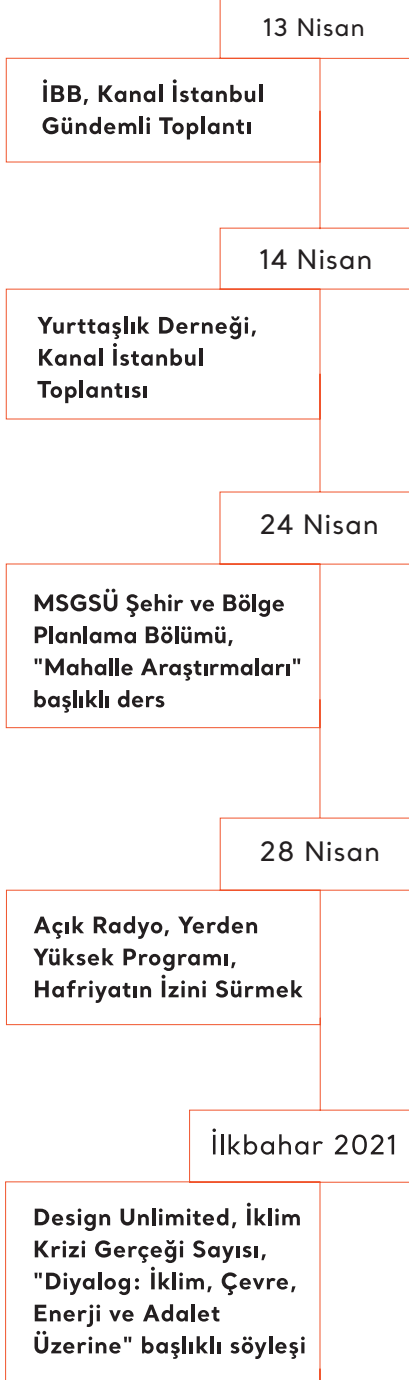 13 Nisan
İBB, Kanal İstanbul
Gündemli Toplantı
14 Nisan
Yurttaşlık Derneği,
Kanal İstanbul
Toplantısı
24 Nisan
MSGSÜ Şehir ve Bölge
Planlama Bölümü,
"Mahalle Araştırmaları"
başlıklı ders
28 Nisan
Açık Radyo, Yerden
Yüksek Programı,
Hafriyatın İzini Sürmek
İlkbahar 2021
Design Unlimited, İklim
Krizi Gerçeği Sayısı,
"Diyalog: İklim, Çevre,
Enerji ve Adalet
Üzerine" başlıklı söyleşi